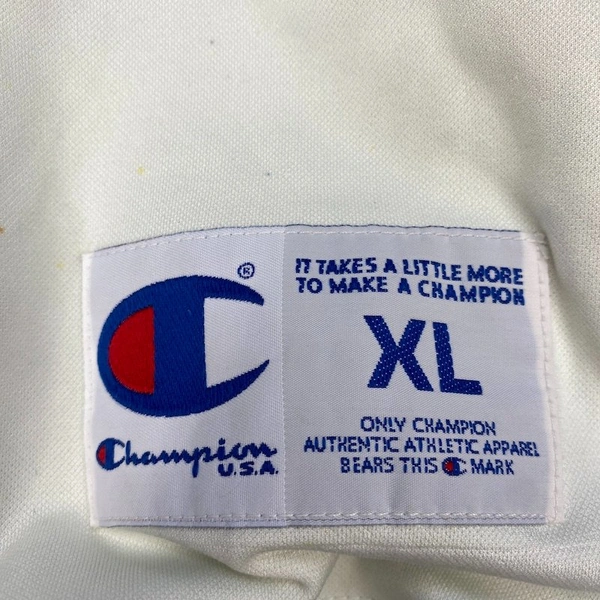 ®
Champion
U.S.A.
IT TAKES A LITTLE MORE
TO MAKE A CHAMPION
XL
ONLY CHAMPION
AUTHENTIC ATHLETIC APPAREL
BEARS THIS C MARK